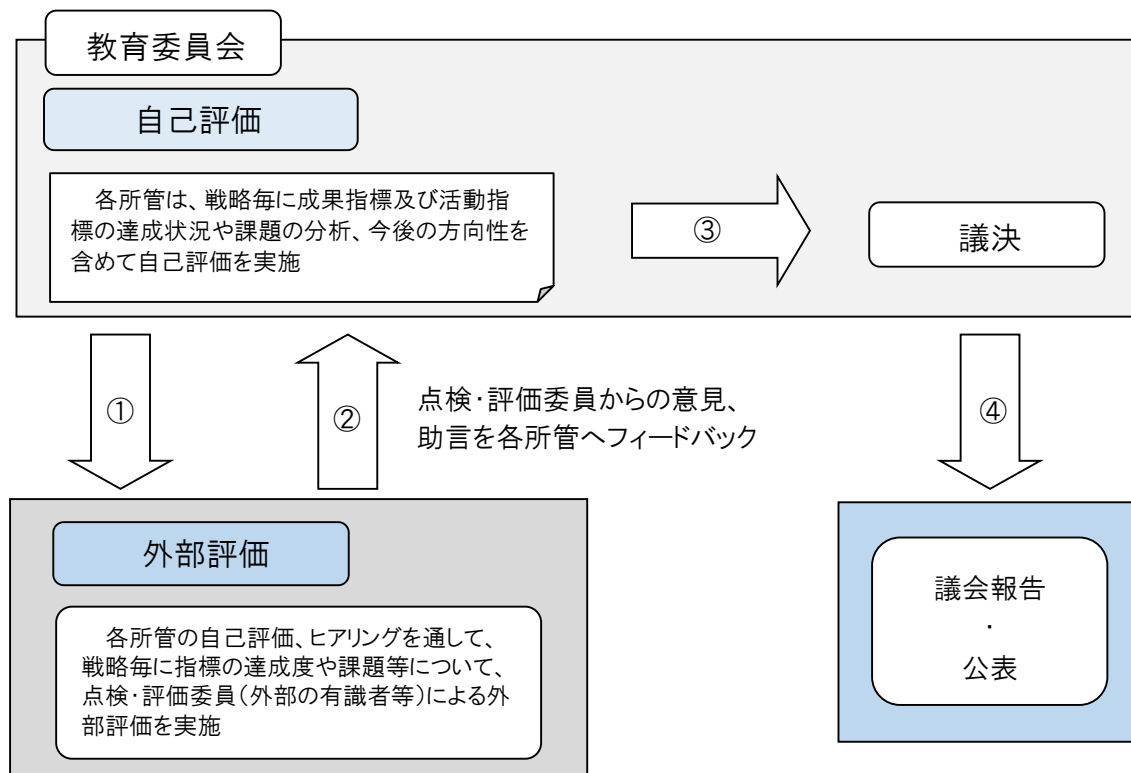 教育委員会
自己評価
各所管は、戦略毎に成果指標及び活動指
標の達成状況や課題の分析、今後の方向性を
含めて自己評価を実施
③
議決
①
②
点検・評価委員からの意見、
助言を各所管へフィードバック
④
外部評価
各所管の自己評価、ヒアリングを通して、
戦略毎に指標の達成度や課題等について、
点検・評価委員（外部の有識者等）による外
部評価を実施
議会報告
・
公表